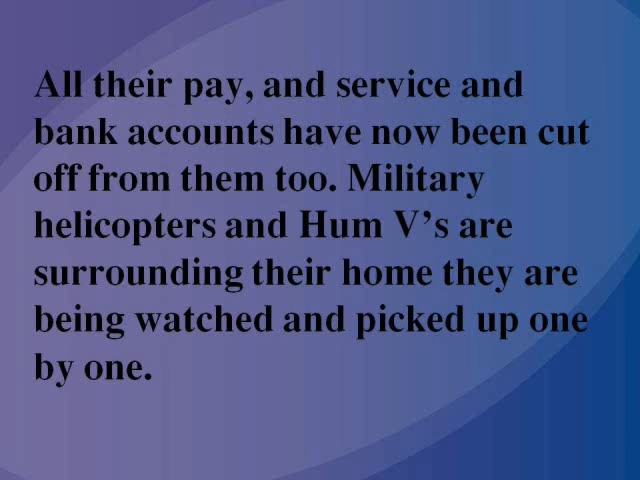 All their pay, and service and
bank accounts have now been cut
off from them too. Military
helicopters and Hum V’s are
surrounding their home they are
being watched and picked up one
by one.